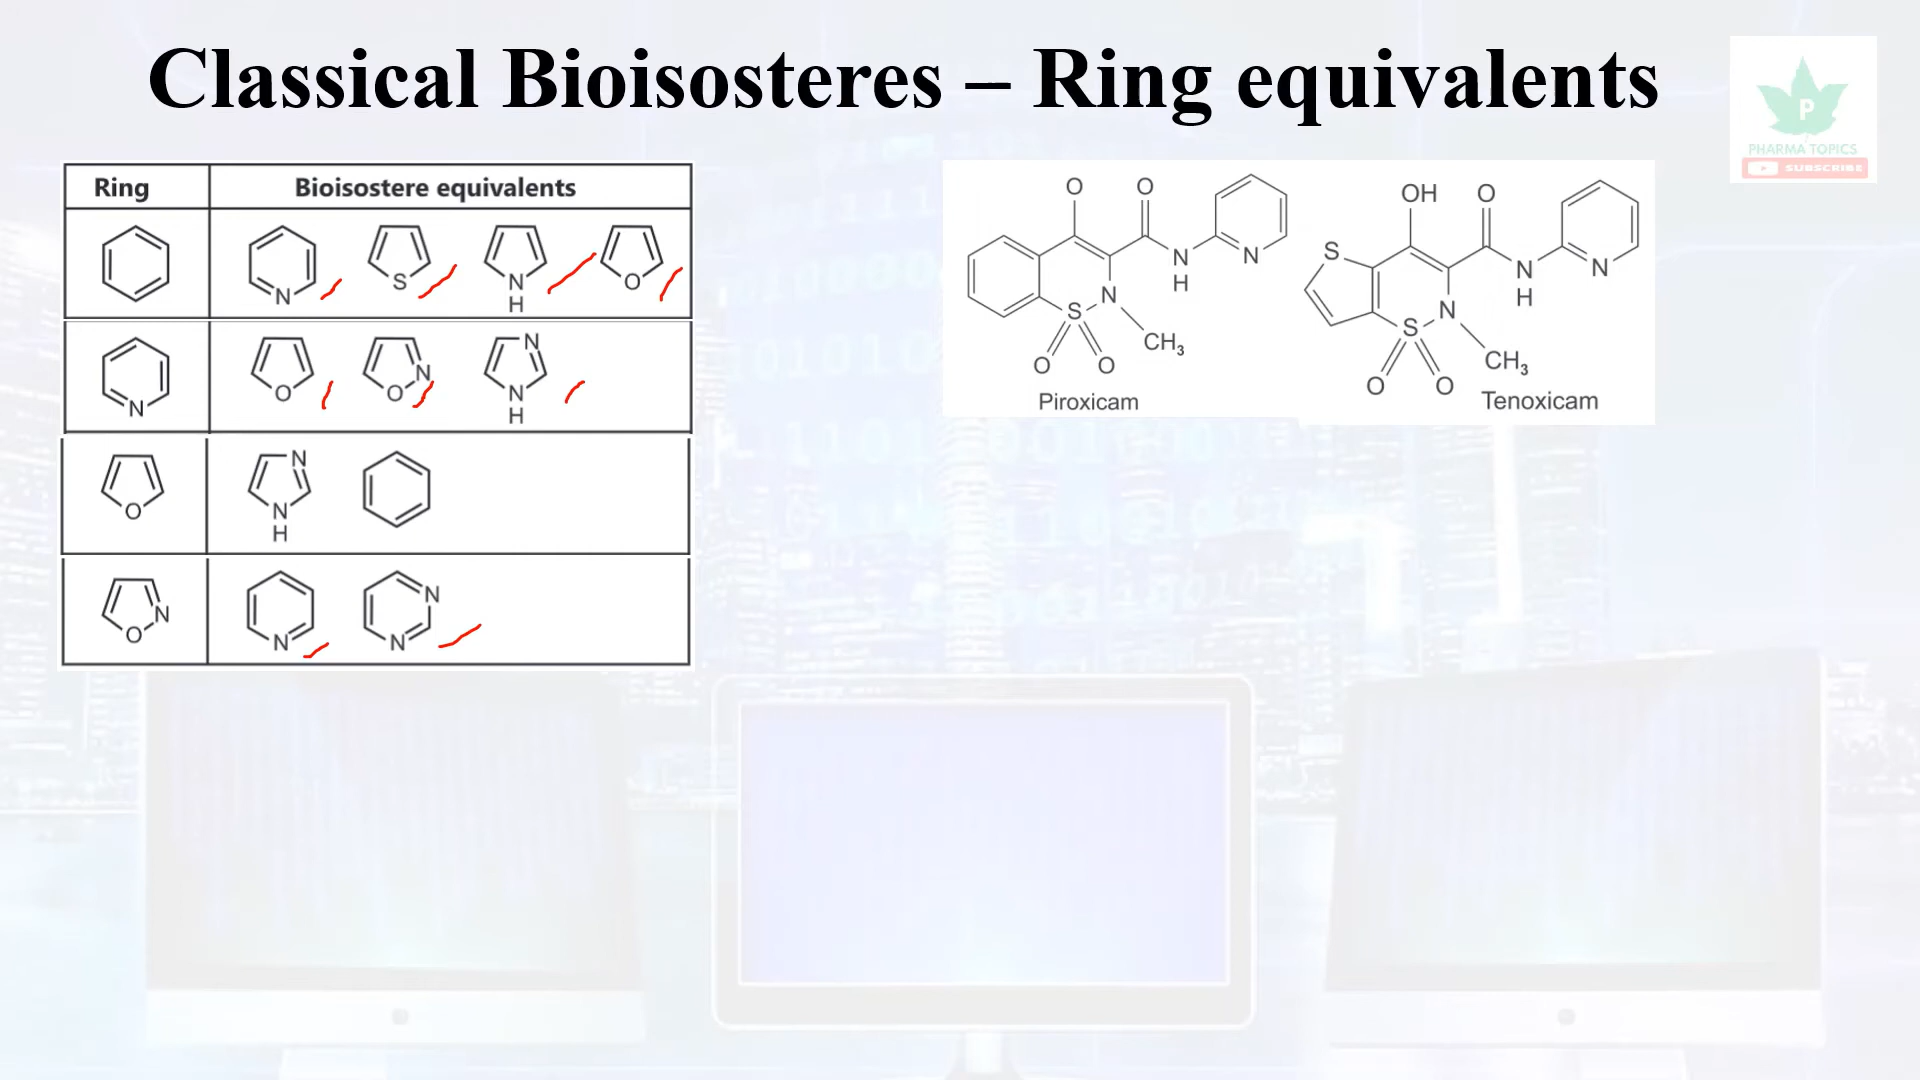 Classical Bioisosteres – Ring equivalents
P
PHARMA TOPICS
SUBSCRIBE
Ring Bioisostere equivalents
N S N H O
N O O N N N H
O N N H
O N N N N
O O N H N S N O O CH3
Piroxicam
OH O S N H N S N O O CH3
Tenoxicam